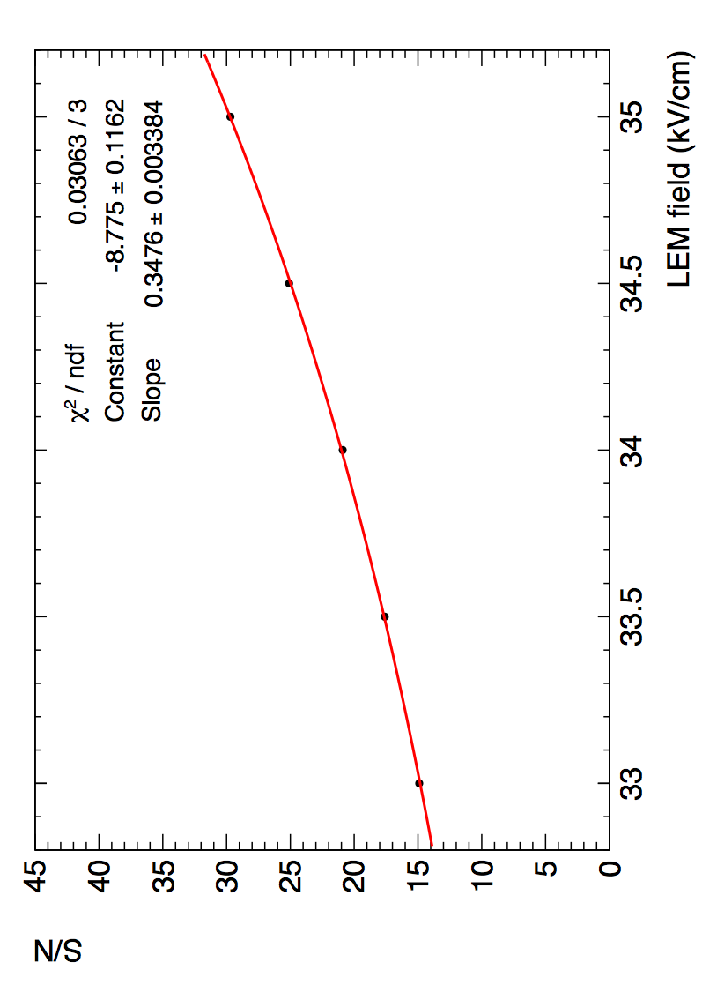 S/N
45
40
35
30
25
20
15
10
5
0
χ² / ndf 0.03063 / 3
Constant -8.775 ± 0.1162
Slope 0.3476 ± 0.003384
33 33.5 34 34.5 35
LEM field (kV/cm)